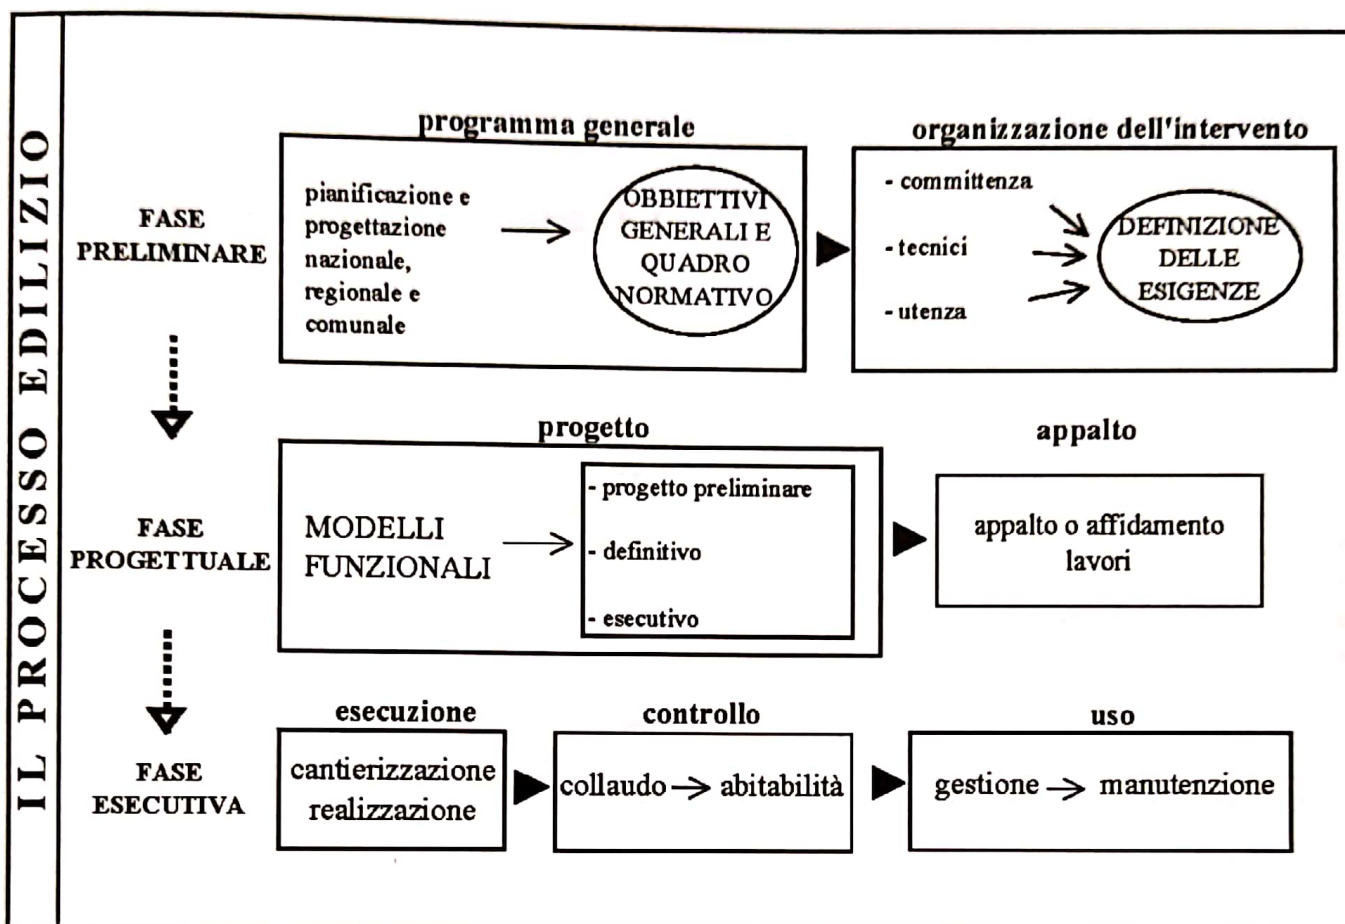 IL PROCESSO EDILIZIO
FASE
PRELIMINARE
programma generale
pianificazione e
progettazione
nazionale,
regionale e
comunale
OBBIETTIVI
GENERALI E
QUADRO
NORMATIVO
organizzazione dell'intervento
- committenza
- tecnici
- utenza
DEFINIZIONE
DELLE
ESIGENZE
FASE
PROGETTUALE
progetto
MODELLI
FUNZIONALI
- progetto preliminare
- definitivo
- esecutivo
appalto
appalto o affidamento
lavori
FASE
ESECUTIVA
esecuzione
cantierizzazione
realizzazione
controllo
collaudo
abitabilità
uso
gestione
manutenzione